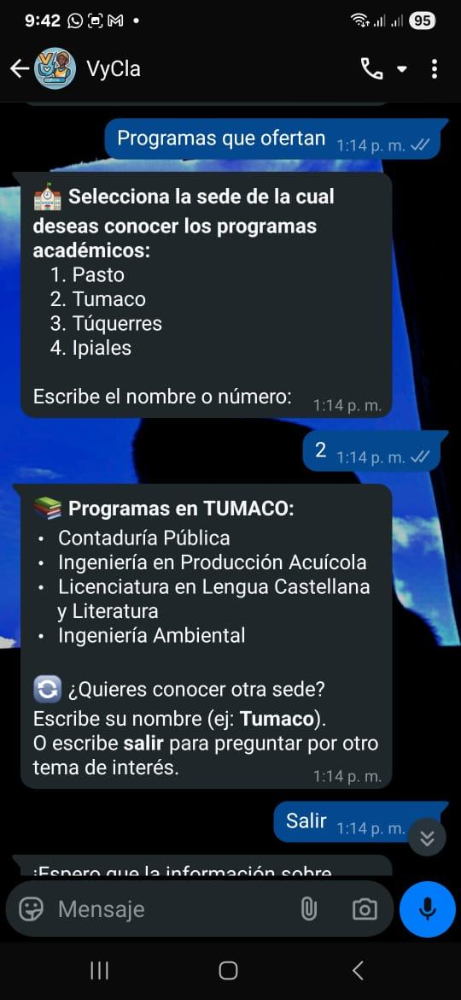 9:42
95
VyCla
Programas que ofertan
1:14 p. m.
Selecciona la sede de la cual
deseas conocer los programas
académicos:
1. Pasto
2. Tumaco
3. Túquerres
4. Ipiales
Escribe el nombre o número:
1:14 p. m.
2
1:14 p. m.
Programas en TUMACO:
• Contaduría Pública
• Ingeniería en Producción Acuícola
• Licenciatura en Lengua Castellana
y Literatura
• Ingeniería Ambiental
¿Quieres conocer otra sede?
Escribe su nombre (ej: Tumaco).
O escribe salir para preguntar por otro
tema de interés.
1:14 p. m.
Salir
1:14 p. m.
¡Espero que la información sobre
Mensaje